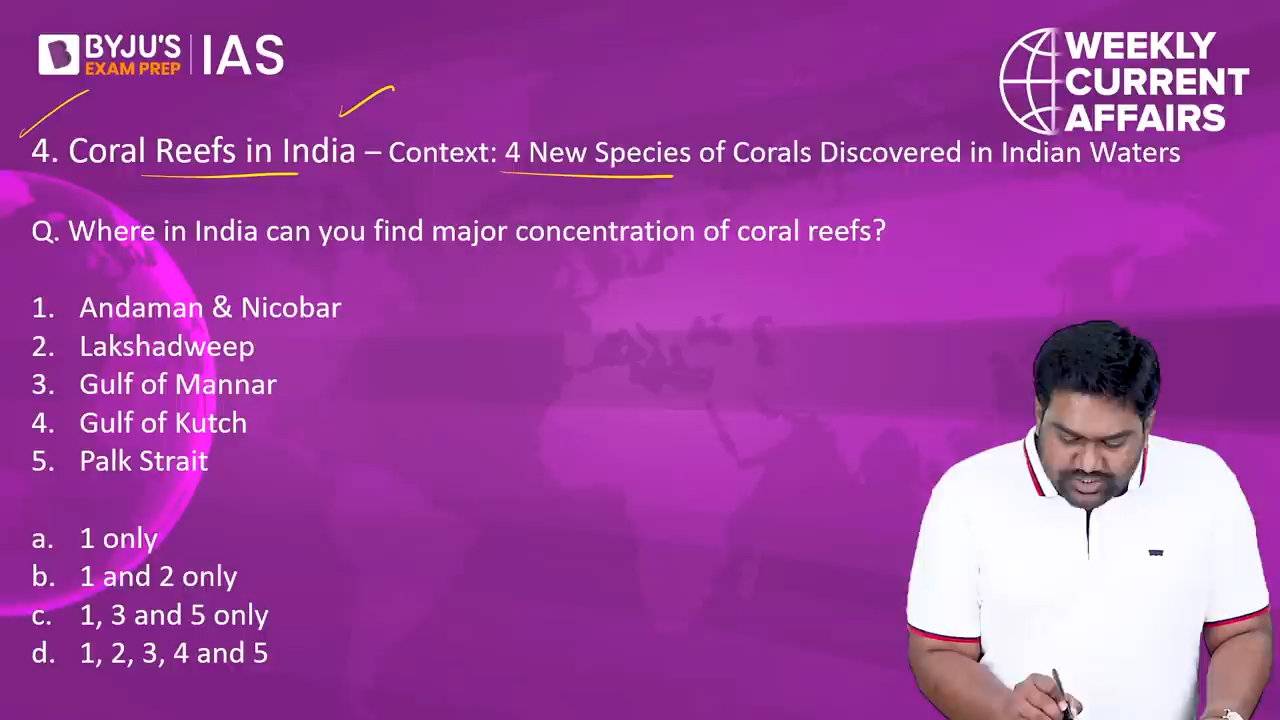 BYJU'S
EXAM PREP
IAS
WEEKLY
CURRENT
AFFAIRS
4. Coral Reefs in India – Context: 4 New Species of Corals Discovered in Indian Waters
Q. Where in India can you find major concentration of coral reefs?
1. Andaman & Nicobar
2. Lakshadweep
3. Gulf of Mannar
4. Gulf of Kutch
5. Palk Strait
a. 1 only
b. 1 and 2 only
c. 1, 3 and 5 only
d. 1, 2, 3, 4 and 5